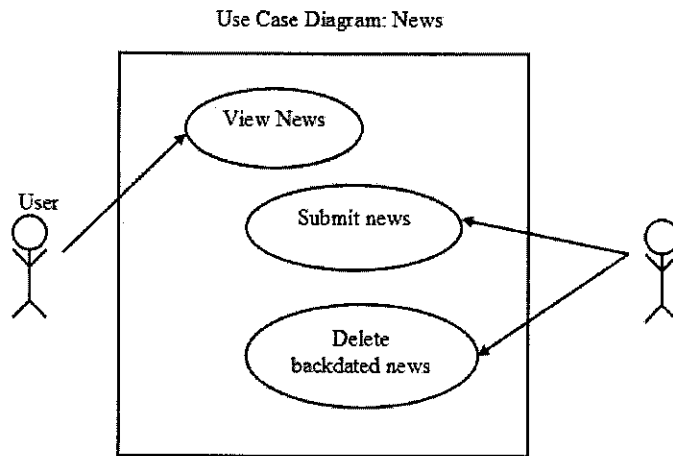 Use Case Diagram: News
View News
User
Submit news
Delete
backdated news